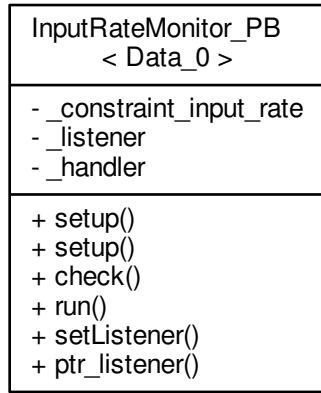 InputRateMonitor_PB
< Data_0 >
- _constraint_input_rate
- _listener
- _handler
+ setup()
+ setup()
+ check()
+ run()
+ setListener()
+ ptr_listener()